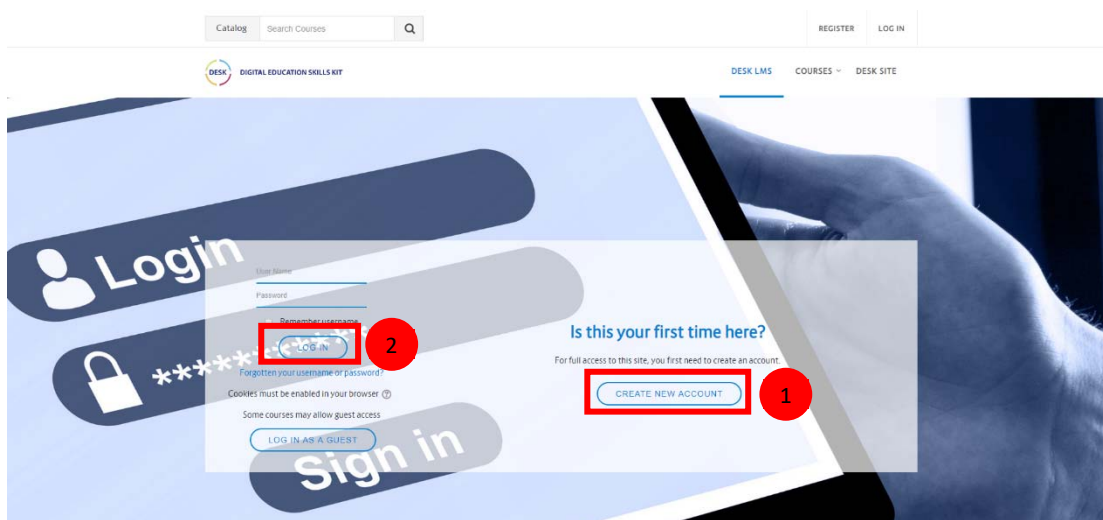 Catalog Search Courses
REGISTER LOG IN
DESK DIGITAL EDUCATION SKILLS KIT
DESK LMS COURSES DESK SITE
Login
User Name
Password
Remember username
LOG IN
2
Forgotten your username or password?
Cookies must be enabled in your browser
Some courses may allow guest access
LOG IN AS A GUEST
Is this your first time here?
For full access to this site, you first need to create an account.
CREATE NEW ACCOUNT
1
Sign in